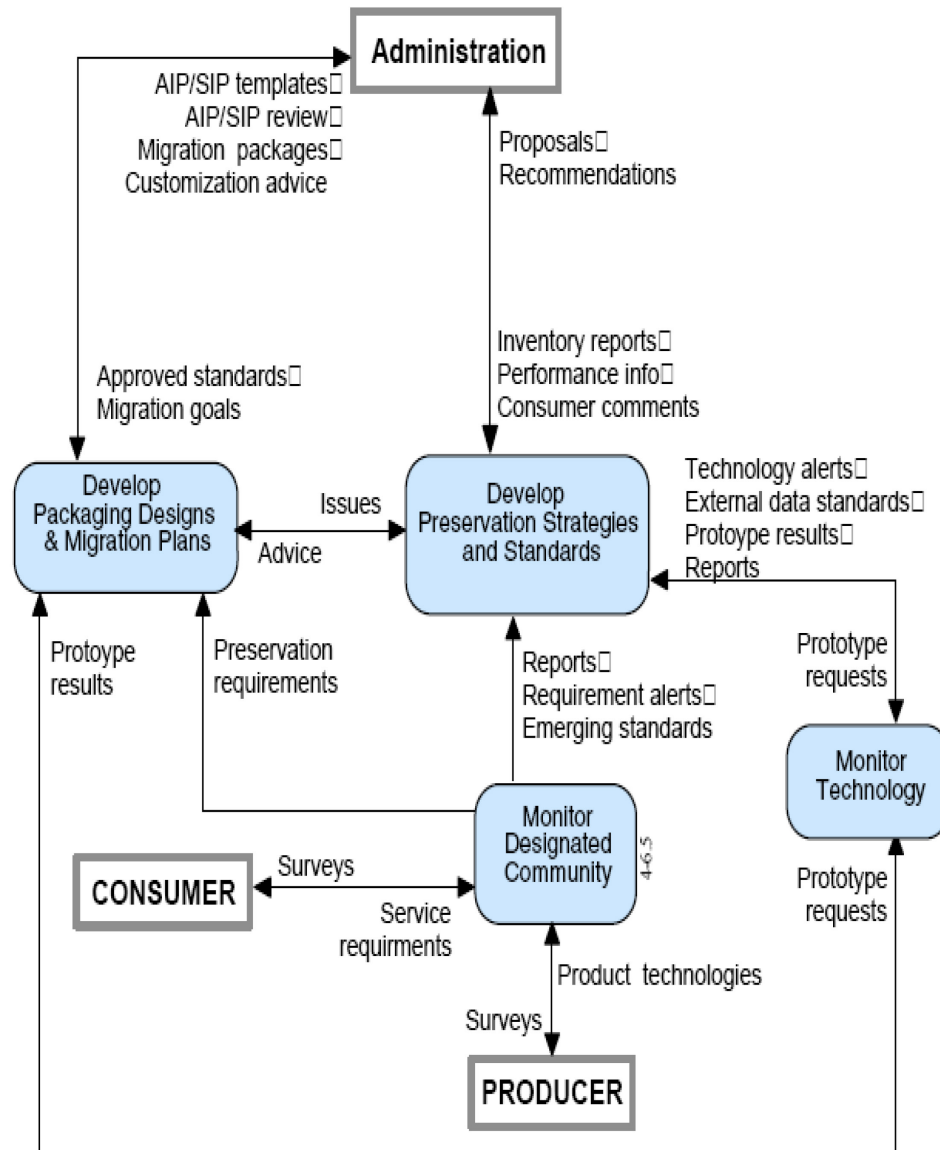 Administration
AIP/SIP templates□
AIP/SIP review□
Migration packages□
Customization advice
Proposals□
Recommendations
Inventory reports□
Performance info□
Consumer comments
Approved standards□
Migration goals
Develop
Packaging Designs
& Migration Plans
Issues
Advice
Develop
Preservation Strategies
and Standards
Technology alerts□
External data standards□
Protoype results□
Reports
Protoype
results
Preservation
requirements
Reports□
Requirement alerts□
Emerging standards
Prototype
requests
Monitor
Technology
Monitor
Designated
Community
4-6.5
CONSUMER
Surveys
Service
requirments
Prototype
requests
Product technologies
Surveys
PRODUCER